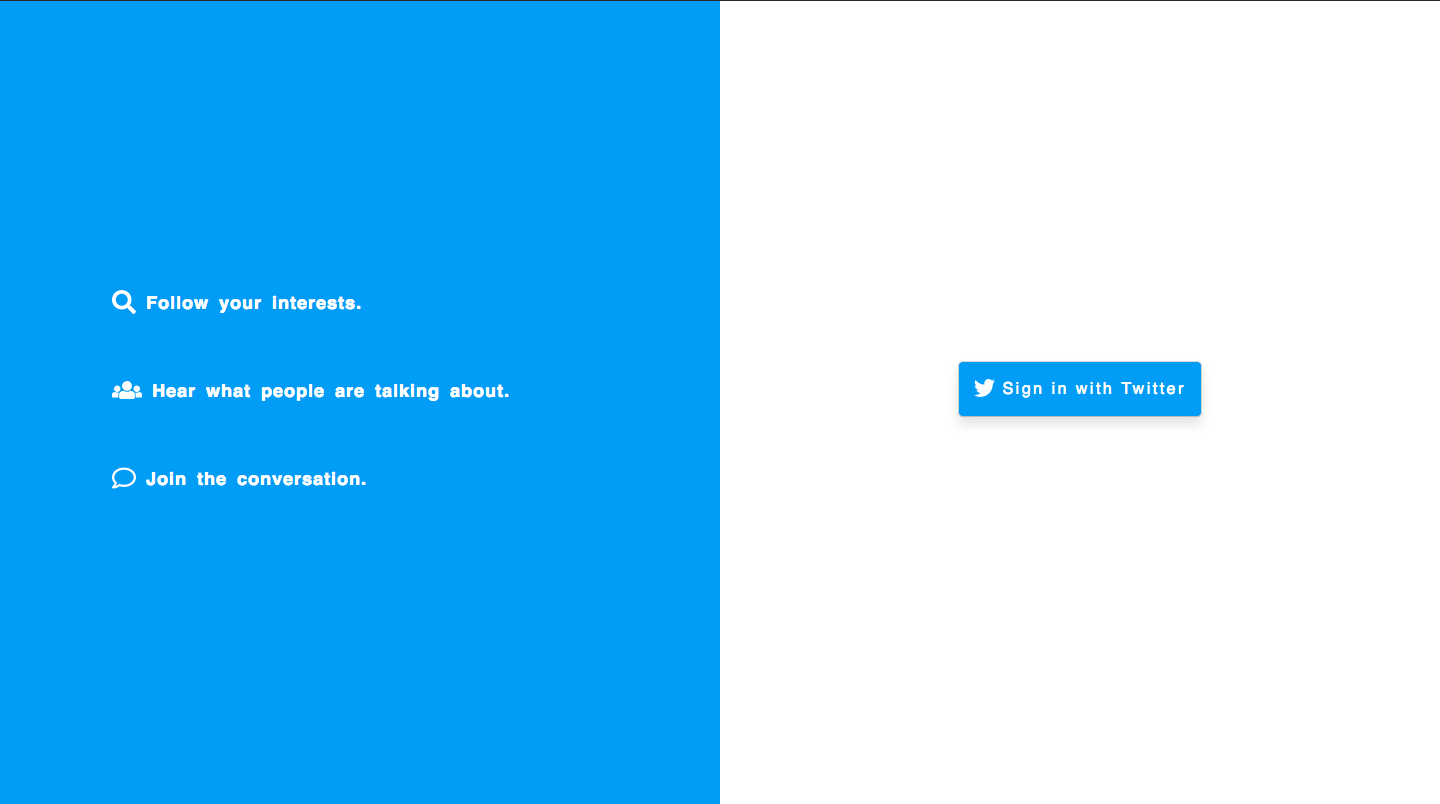 Follow your interests.
Hear what people are talking about.
Join the conversation.
Sign in with Twitter